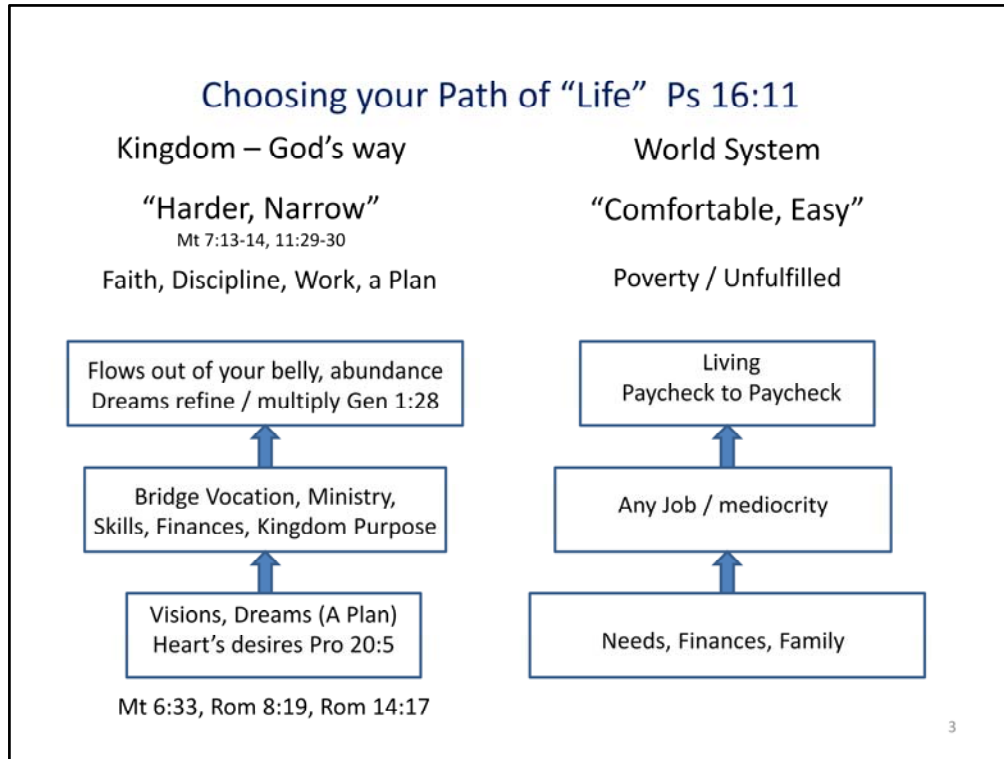 Choosing your Path of “Life” Ps 16:11
Kingdom – God’s way
“Harder, Narrow”
Mt 7:13-14, 11:29-30
Faith, Discipline, Work, a Plan
Flows out of your belly, abundance
Dreams refine / multiply Gen 1:28
Bridge Vocation, Ministry,
Skills, Finances, Kingdom Purpose
Visions, Dreams (A Plan)
Heart’s desires Pro 20:5
Mt 6:33, Rom 8:19, Rom 14:17
World System
“Comfortable, Easy”
Poverty / Unfulfilled
Living
Paycheck to Paycheck
Any Job / mediocrity
Needs, Finances, Family
3